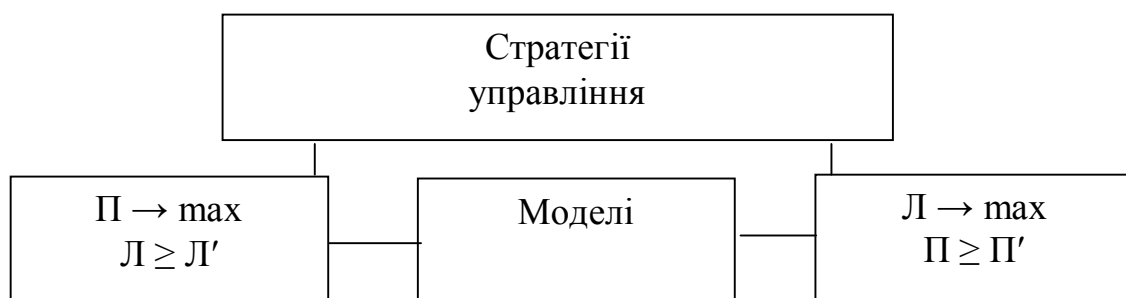 Стратегії
управління
П → max
Л ≥ Л′
Моделі
Л → max
П ≥ П′